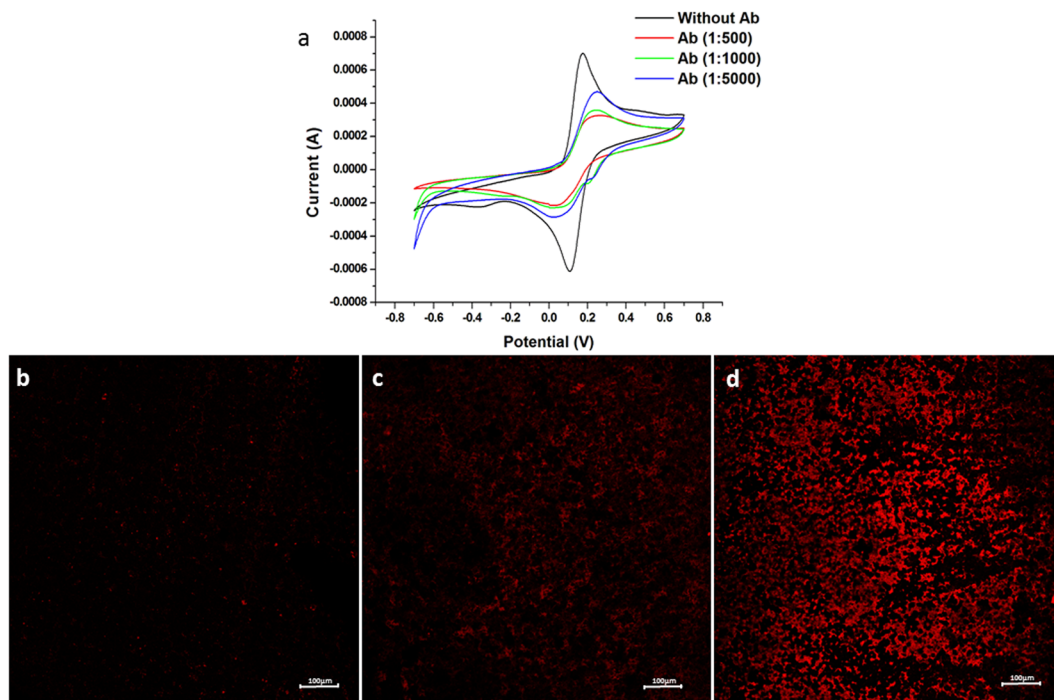 a
Without Ab
Ab (1:500)
Ab (1:1000)
Ab (1:5000)
0.0008
0.0006
0.0004
0.0002
0.0000
-0.0002
-0.0004
-0.0006
-0.0008
Current (A)
-0.8 -0.6 -0.4 -0.2 0.0 0.2 0.4 0.6 0.8
Potential (V)
b
c
d
100µm
100µm
100µm